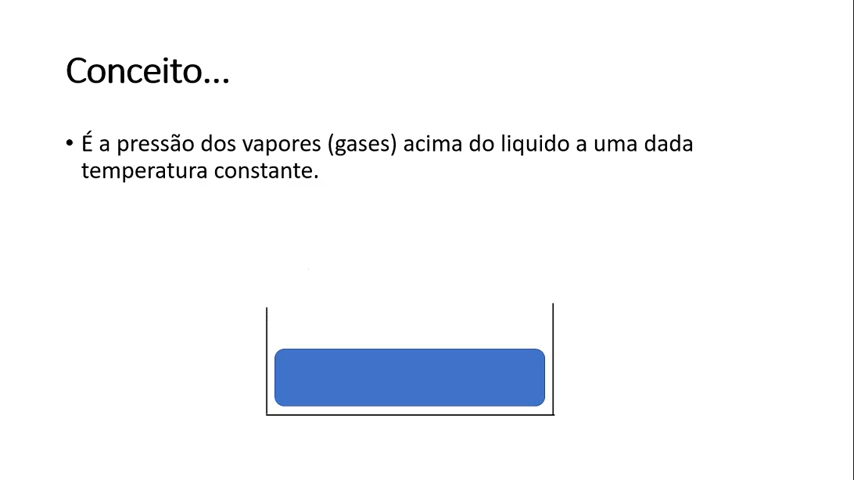 Conceito...
• É a pressão dos vapores (gases) acima do liquido a uma dada
temperatura constante.